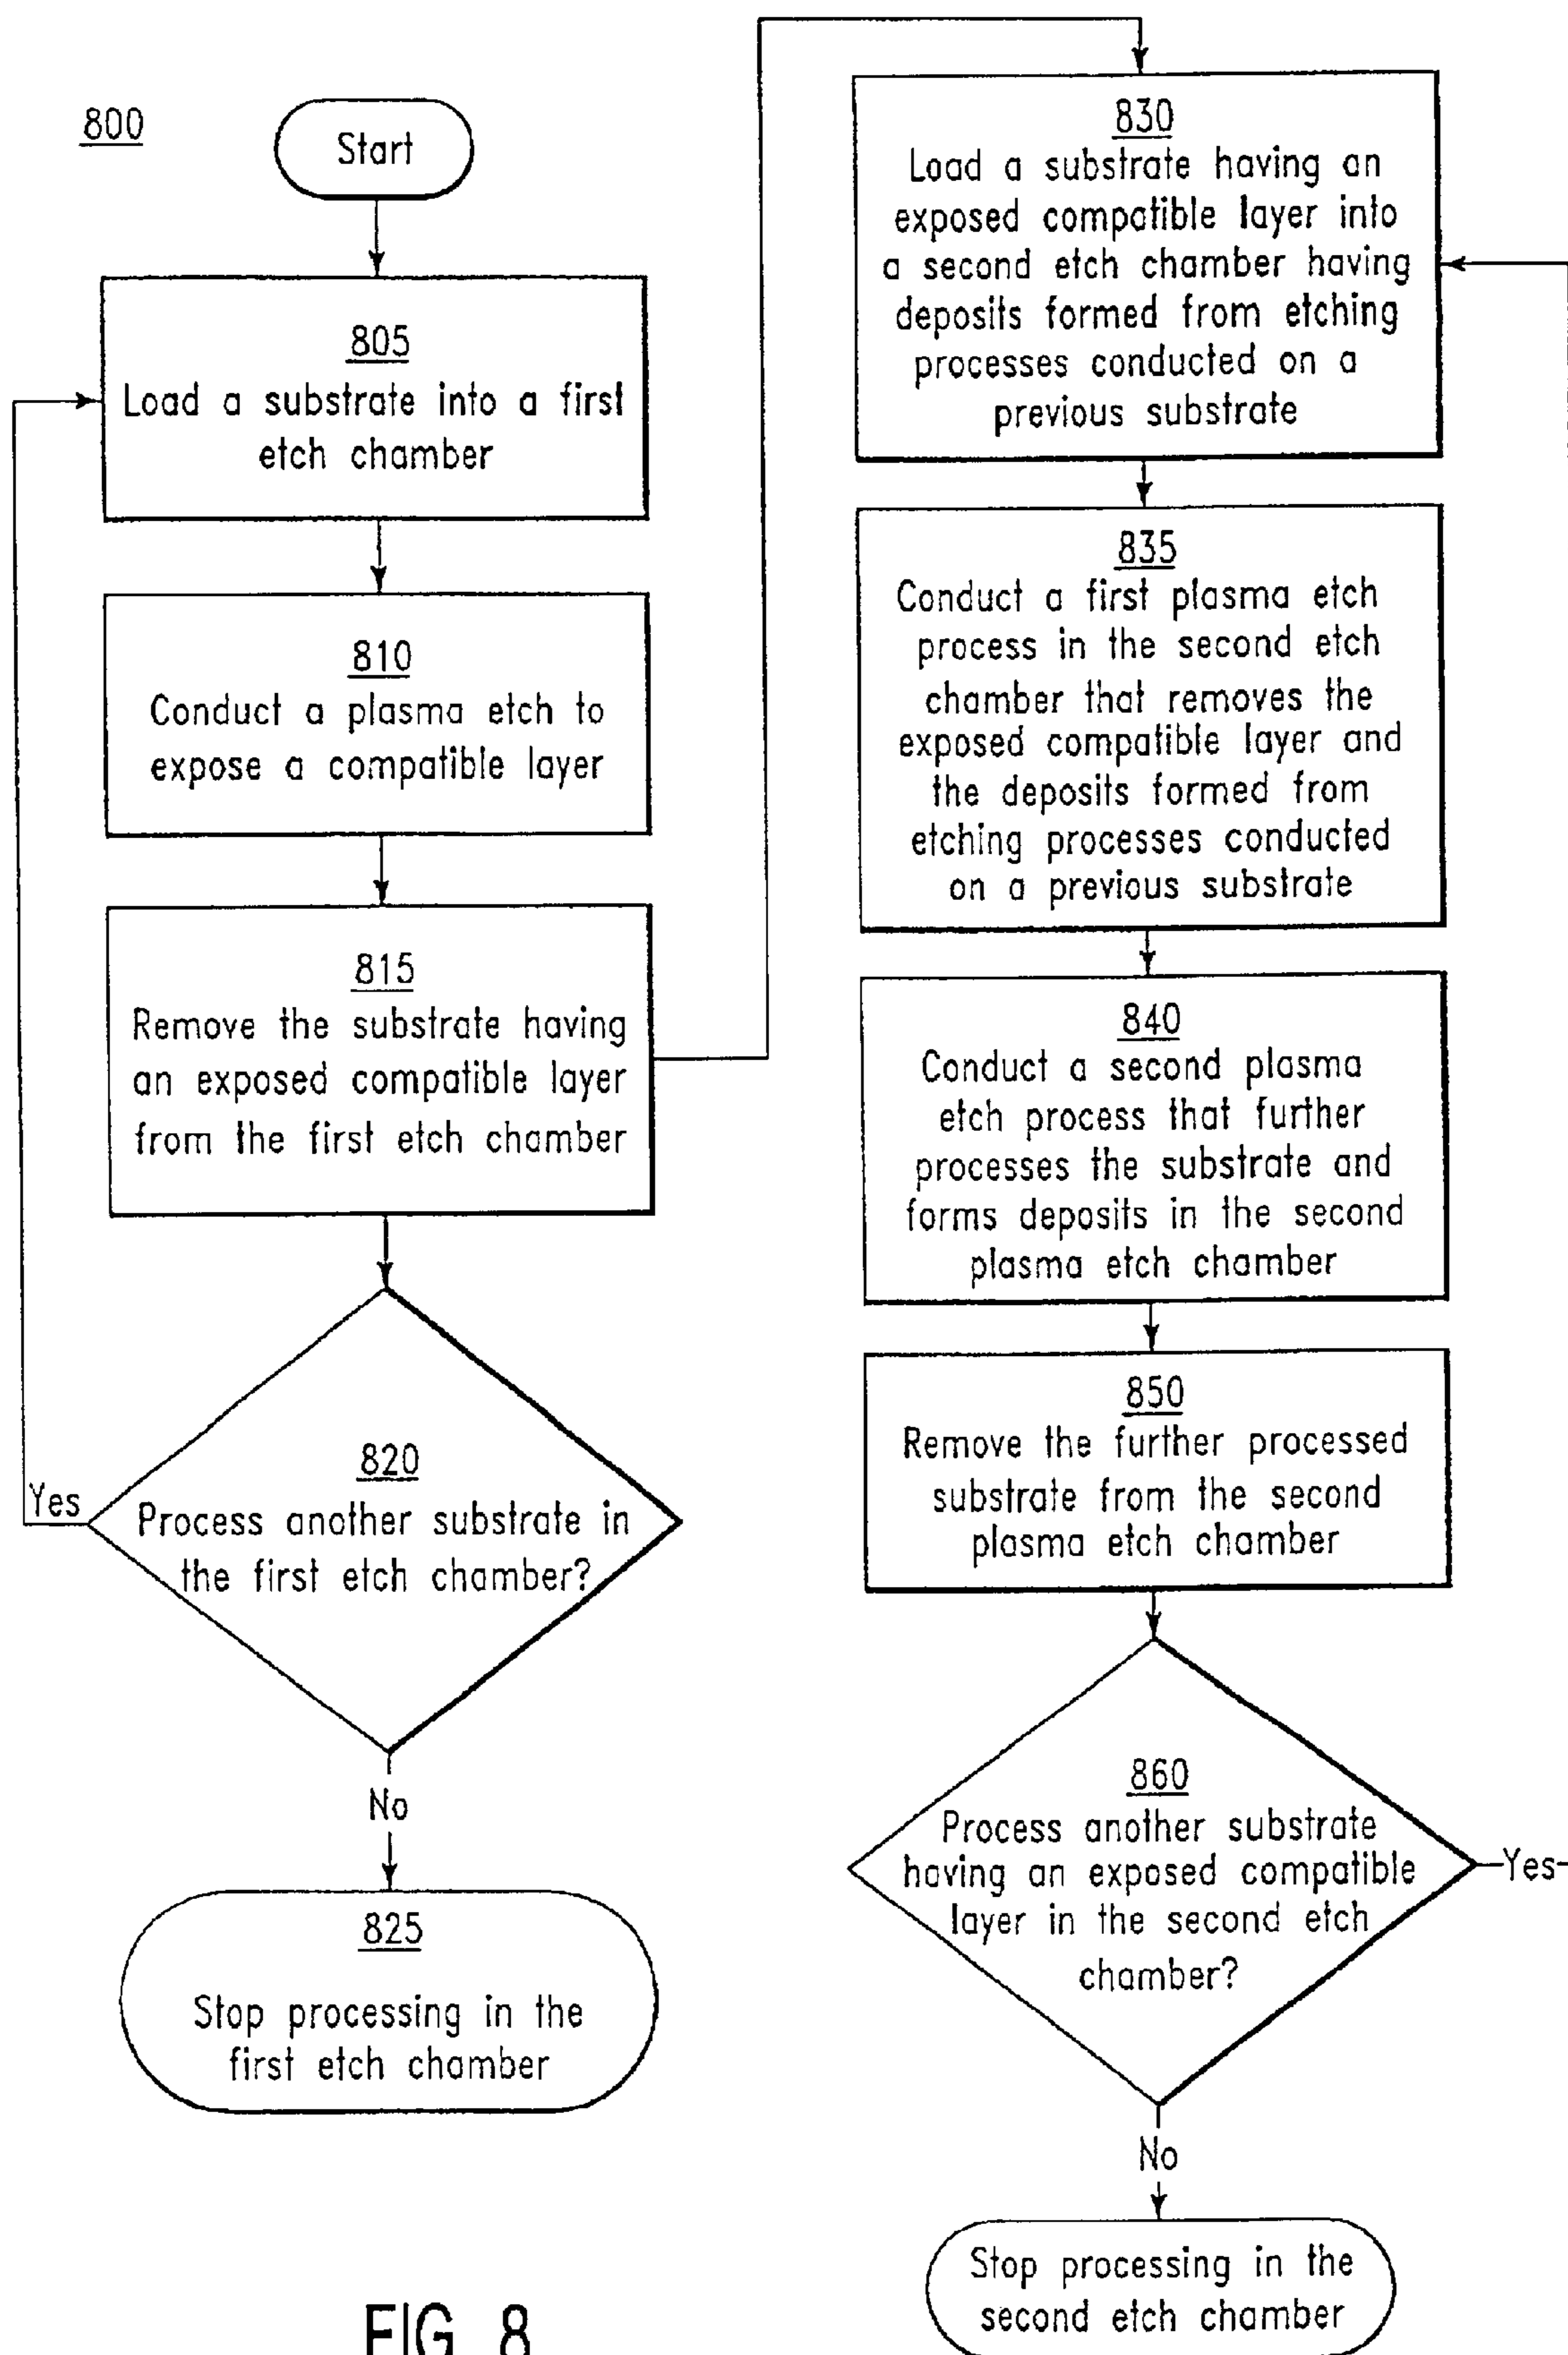 800
Start
805
Load a substrate into a first
etch chamber
810
Conduct a plasma etch to
expose a compatible layer
815
Remove the substrate having
an exposed compatible layer
from the first etch chamber
820
Process another substrate in
the first etch chamber?
Yes
No
825
Stop processing in the
first etch chamber
830
Load a substrate having an
exposed compatible layer into
a second etch chamber having
deposits formed from etching
processes conducted on a
previous substrate
835
Conduct a first plasma etch
process in the second etch
chamber that removes the
exposed compatible layer and
the deposits formed from
etching processes conducted
on a previous substrate
840
Conduct a second plasma
etch process that further
processes the substrate and
forms deposits in the second
plasma etch chamber
850
Remove the further processed
substrate from the second
plasma etch chamber
860
Process another substrate
having an exposed compatible
layer in the second etch
chamber?
Yes
No
Stop processing in the
second etch chamber
FIG. 8